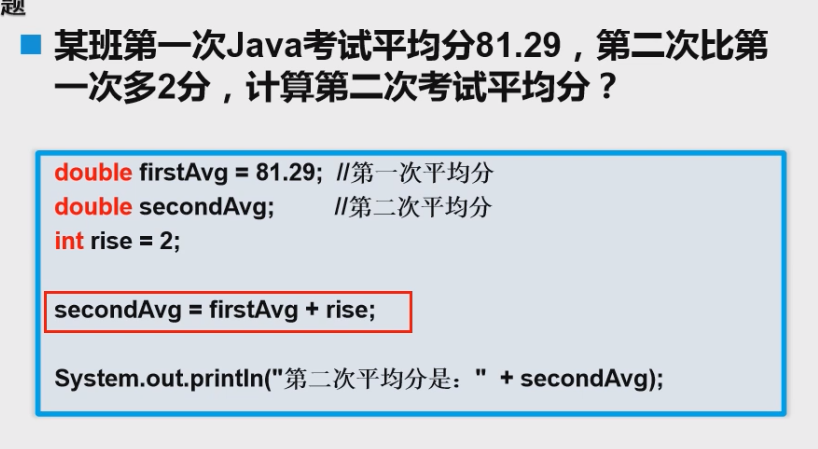 题
某班第一次Java考试平均分81.29，第二次比第
一次多2分，计算第二次考试平均分？
double firstAvg = 81.29; //第一次平均分
double secondAvg; //第二次平均分
int rise = 2;
secondAvg = firstAvg + rise;
System.out.println("第二次平均分是：" + secondAvg);